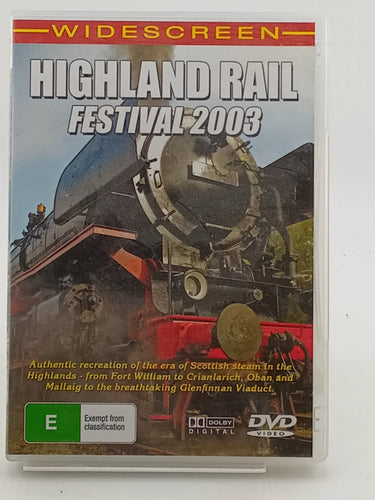 WIDESCREEN
HIGHLAND RAIL
FESTIVAL 2003
Authentic recreation of the era of Scottish steam in the
Highlands - from Fort William to Crianlarich, Oban and
Mallaig to the breathtaking Glenfinnan Viaduct.
E
Exempt from
classification
DOLBY
DIGITAL
DVD
VIDEO